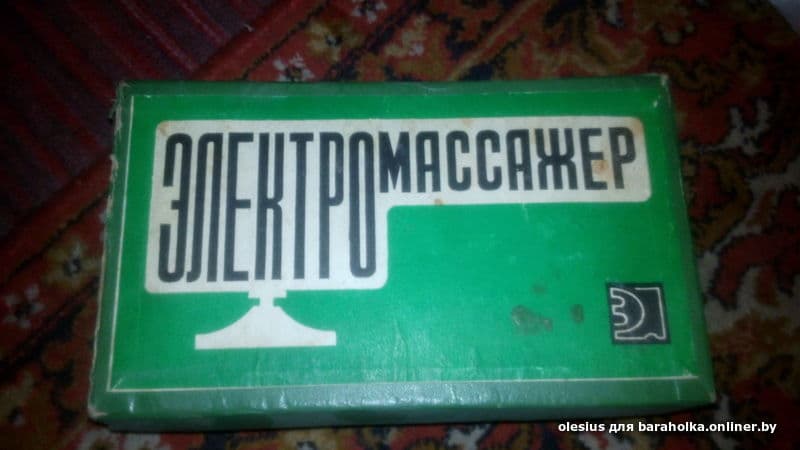 ЭЛЕКТРОМАССАЖЕР
olesius для baraholka.onliner.by